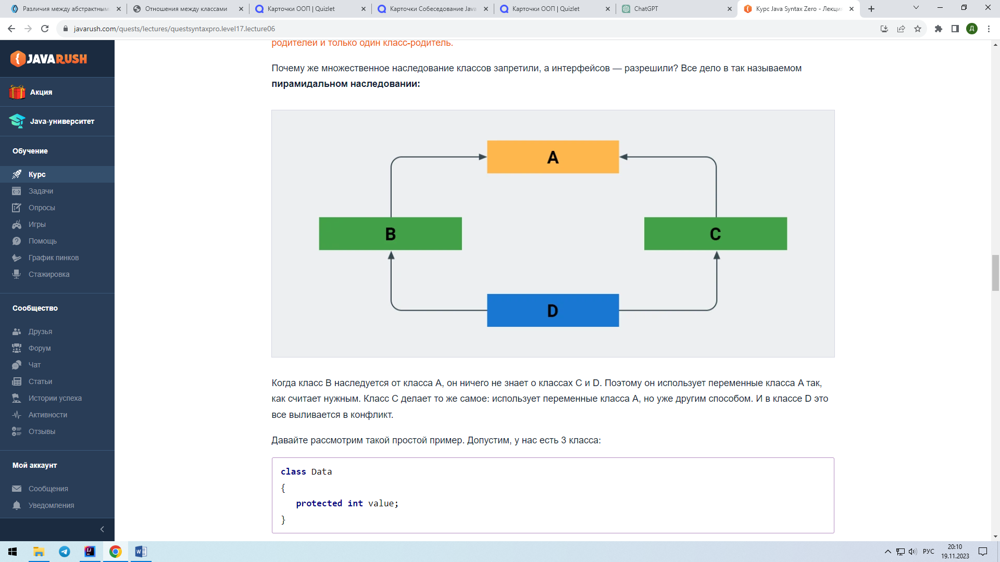 Различия между абстрактным
Отношения между классами
Карточки ООП | Quizlet
Карточки Собеседование Java
Карточки ООП | Quizlet
ChatGPT
Курс Java Syntax Zero - Лекция
javarush.com/quests/lectures/questsyntaxpro.level17.lecture06
Д
JAVARUSH
Акция
Java-университет
Обучение
Курс
Задачи
Опросы
Игры
Помощь
График пинков
Стажировка
Сообщество
Друзья
Форум
Чат
Статьи
Истории успеха
Активности
Отзывы
Мой аккаунт
Сообщения
Уведомления
родителей и только один класс-родитель.
Почему же множественное наследование классов запретили, а интерфейсов — разрешили? Все дело в так называемом
пирамидальном наследовании:
A
B
C
D
Когда класс B наследуется от класса A, он ничего не знает о классах C и D. Поэтому он использует переменные класса A так,
как считает нужным. Класс C делает то же самое: использует переменные класса A, но уже другим способом. И в классе D это
все выливается в конфликт.
Давайте рассмотрим такой простой пример. Допустим, у нас есть 3 класса:
class Data
{
protected int value;
}
РУС
20:10
19.11.2023